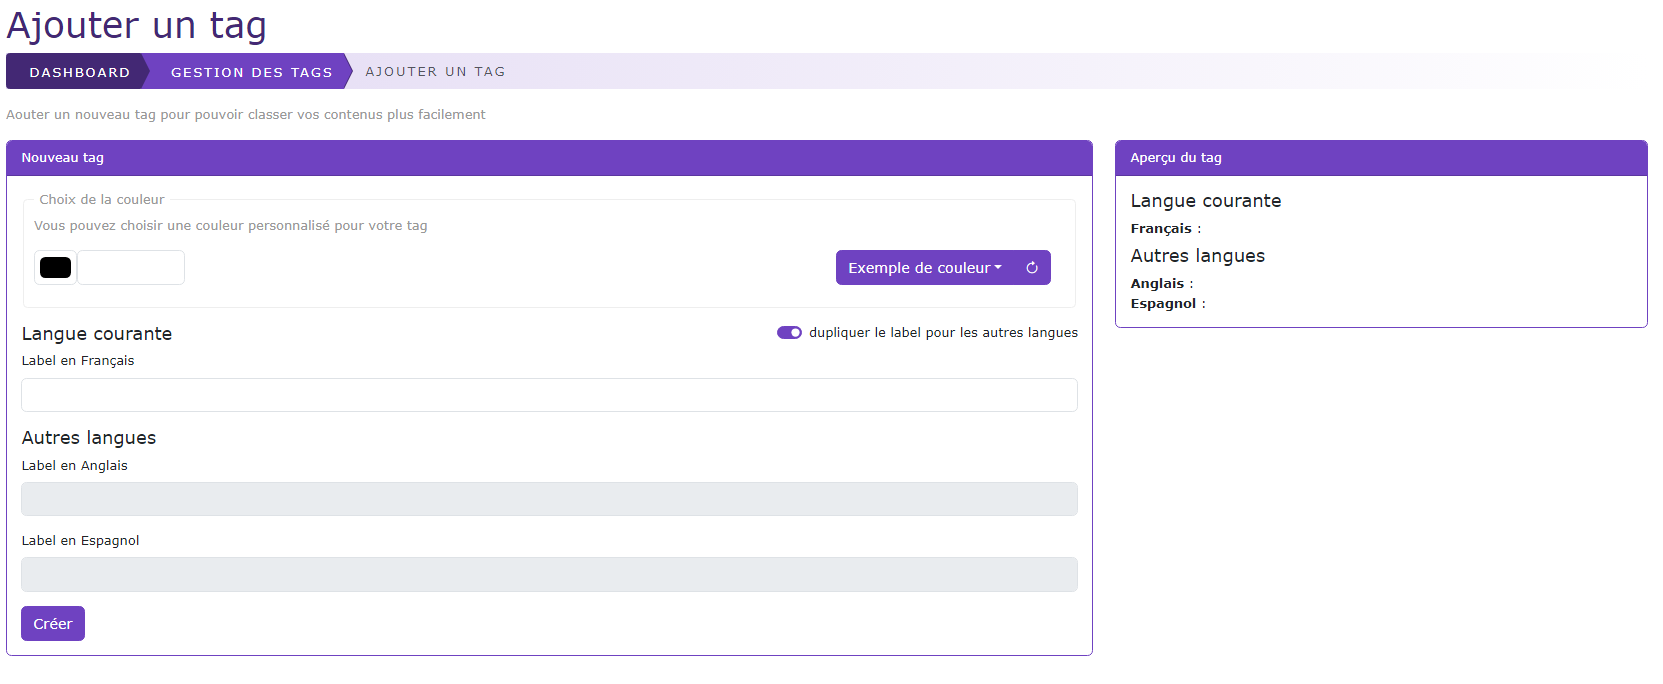 Ajouter un tag
DASHBOARD GESTION DES TAGS AJOUTER UN TAG
Aouter un nouveau tag pour pouvoir classer vos contenus plus facilement
Nouveau tag
Choix de la couleur
Vous pouvez choisir une couleur personnalisé pour votre tag
Exemple de couleur
Langue courante
dupliquer le label pour les autres langues
Label en Français
Autres langues
Label en Anglais
Label en Espagnol
Créer
Aperçu du tag
Langue courante
Français :
Autres langues
Anglais :
Espagnol :